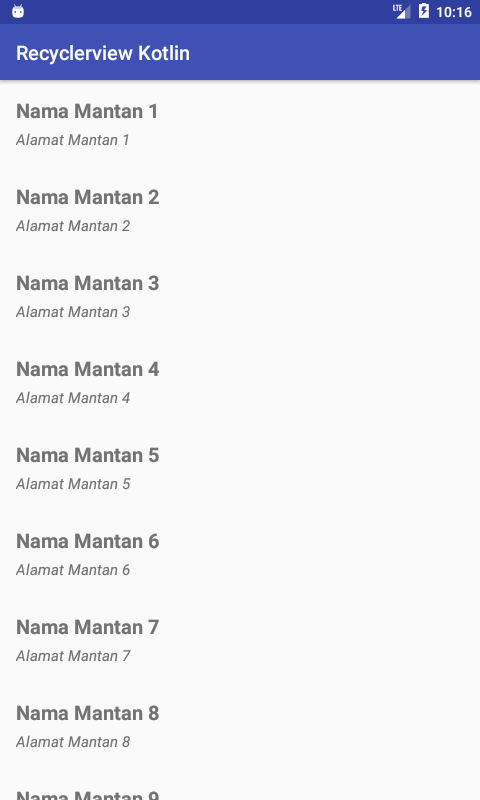 LTE 10:16
Recyclerview Kotlin
Nama Mantan 1
Alamat Mantan 1
Nama Mantan 2
Alamat Mantan 2
Nama Mantan 3
Alamat Mantan 3
Nama Mantan 4
Alamat Mantan 4
Nama Mantan 5
Alamat Mantan 5
Nama Mantan 6
Alamat Mantan 6
Nama Mantan 7
Alamat Mantan 7
Nama Mantan 8
Alamat Mantan 8
Nama Mantan 9